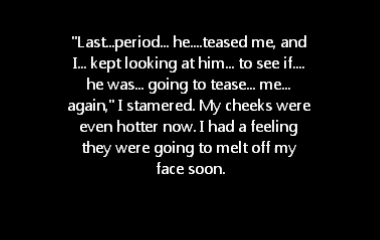 "Last...period... he....teased me, and
I... kept looking at him... to see if....
he was... going to tease... me...
again," I stamered. My cheeks were
even hotter now. I had a feeling
they were going to melt off my
face soon.